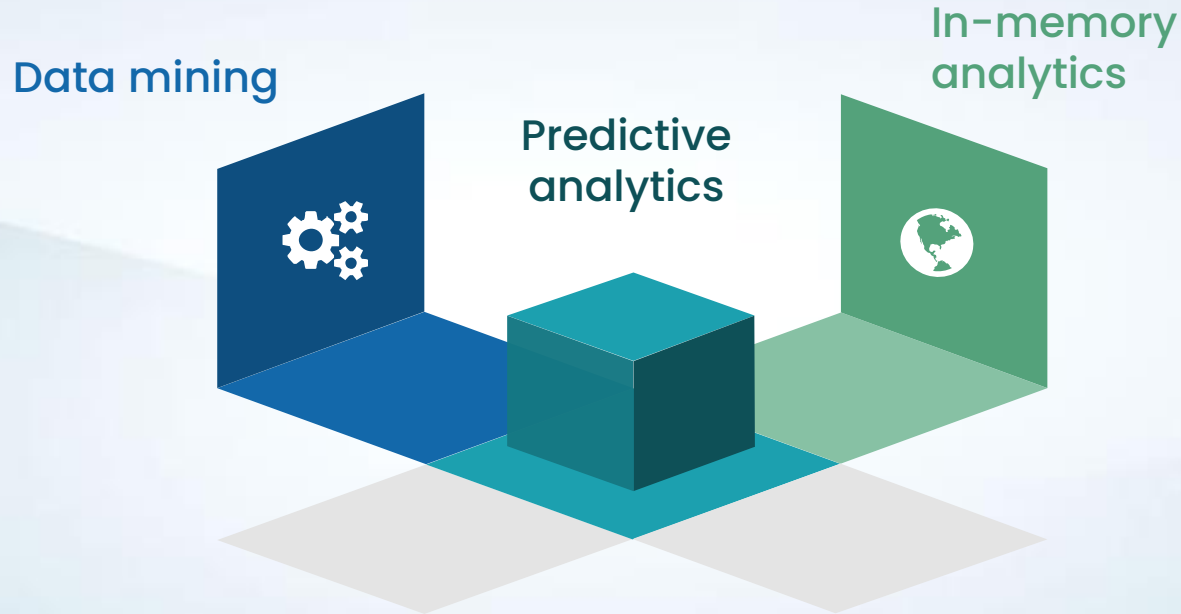 Data mining
Predictive
analytics
In-memory
analytics